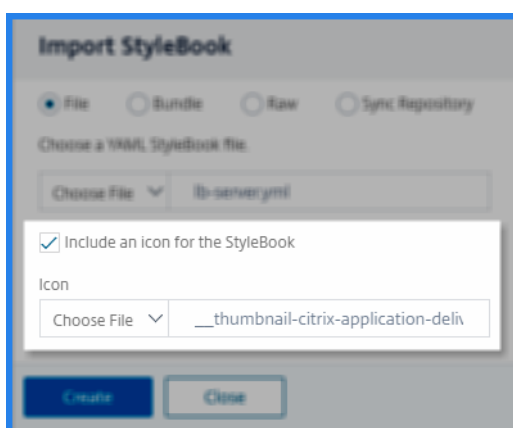 Import StyleBook
File Bundle Raw Sync Repository
Choose a YAML StyleBook file.
Choose File lb-server.yml
Include an icon for the StyleBook
Icon
Choose File __thumbnail-citrix-application-deliv
Create Close